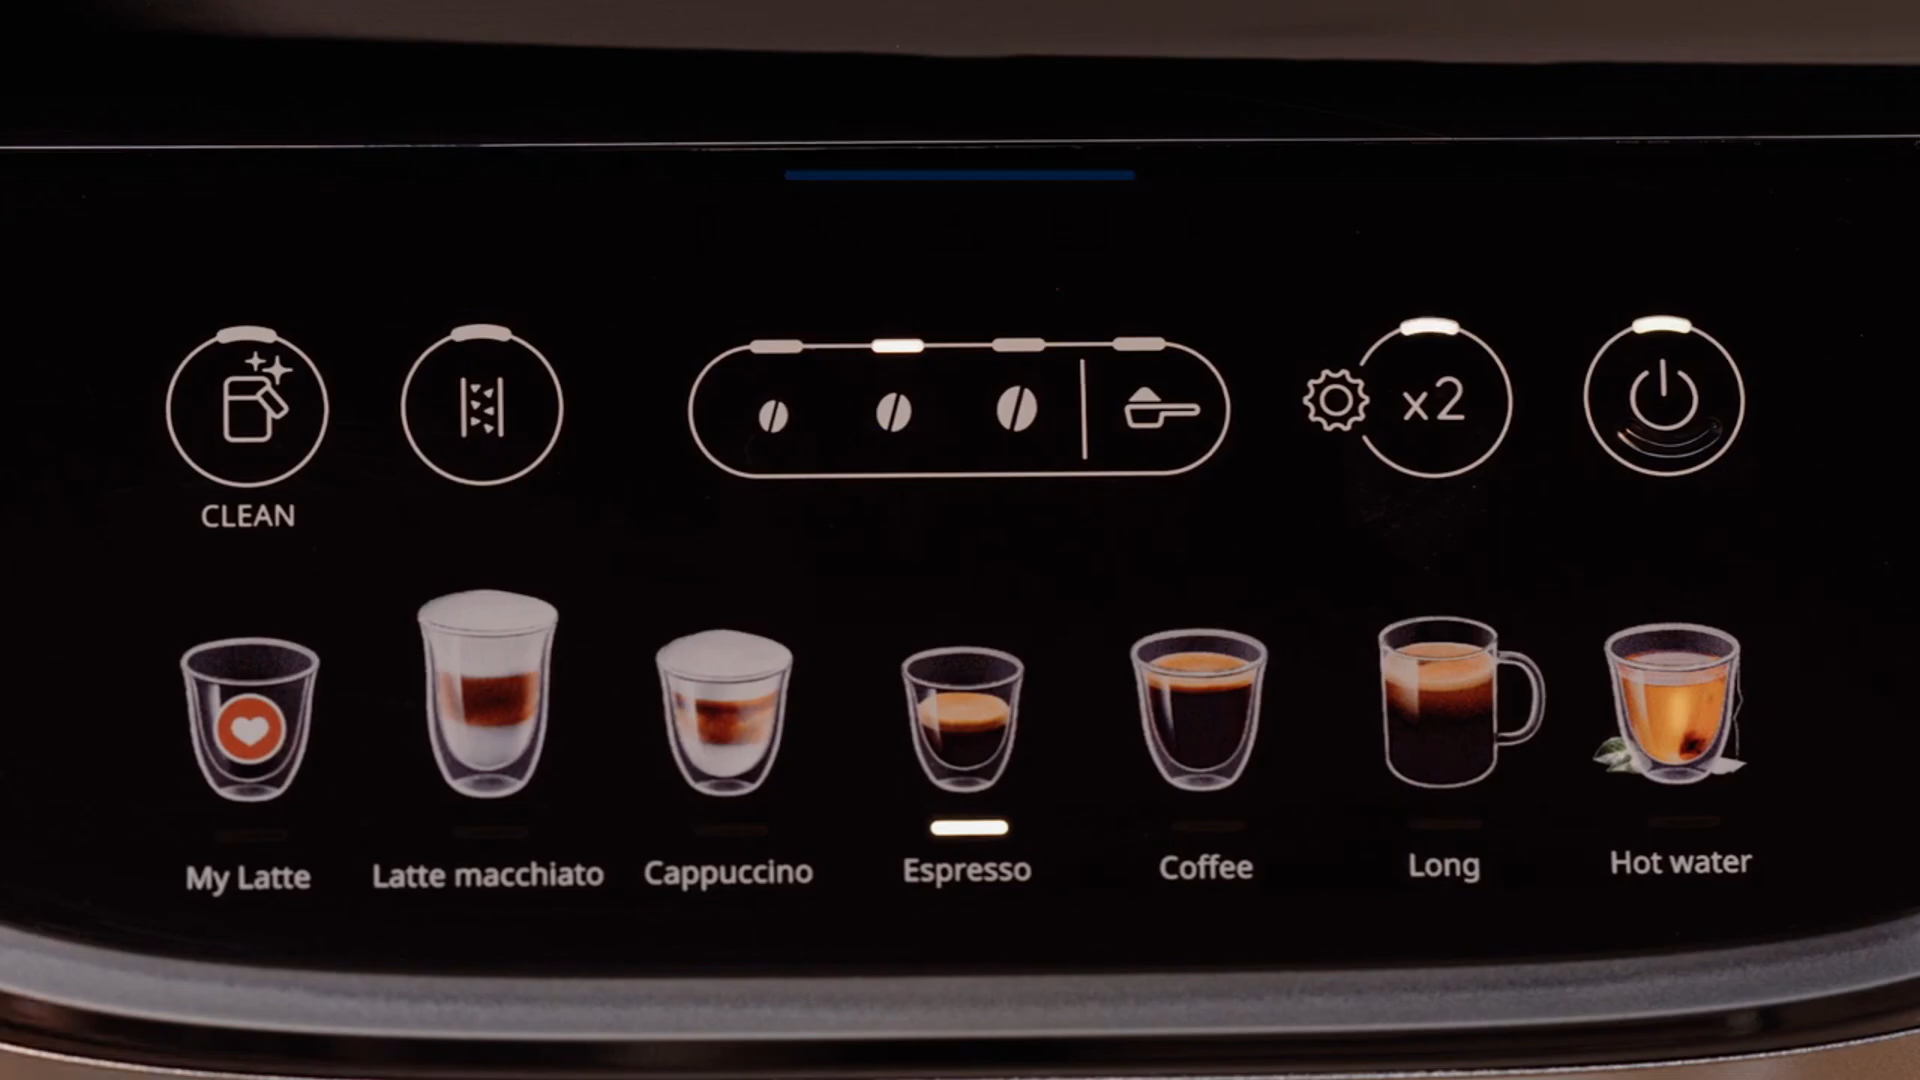 x2
CLEAN
My Latte
Latte macchiato
Cappuccino
Espresso
Coffee
Long
Hot water